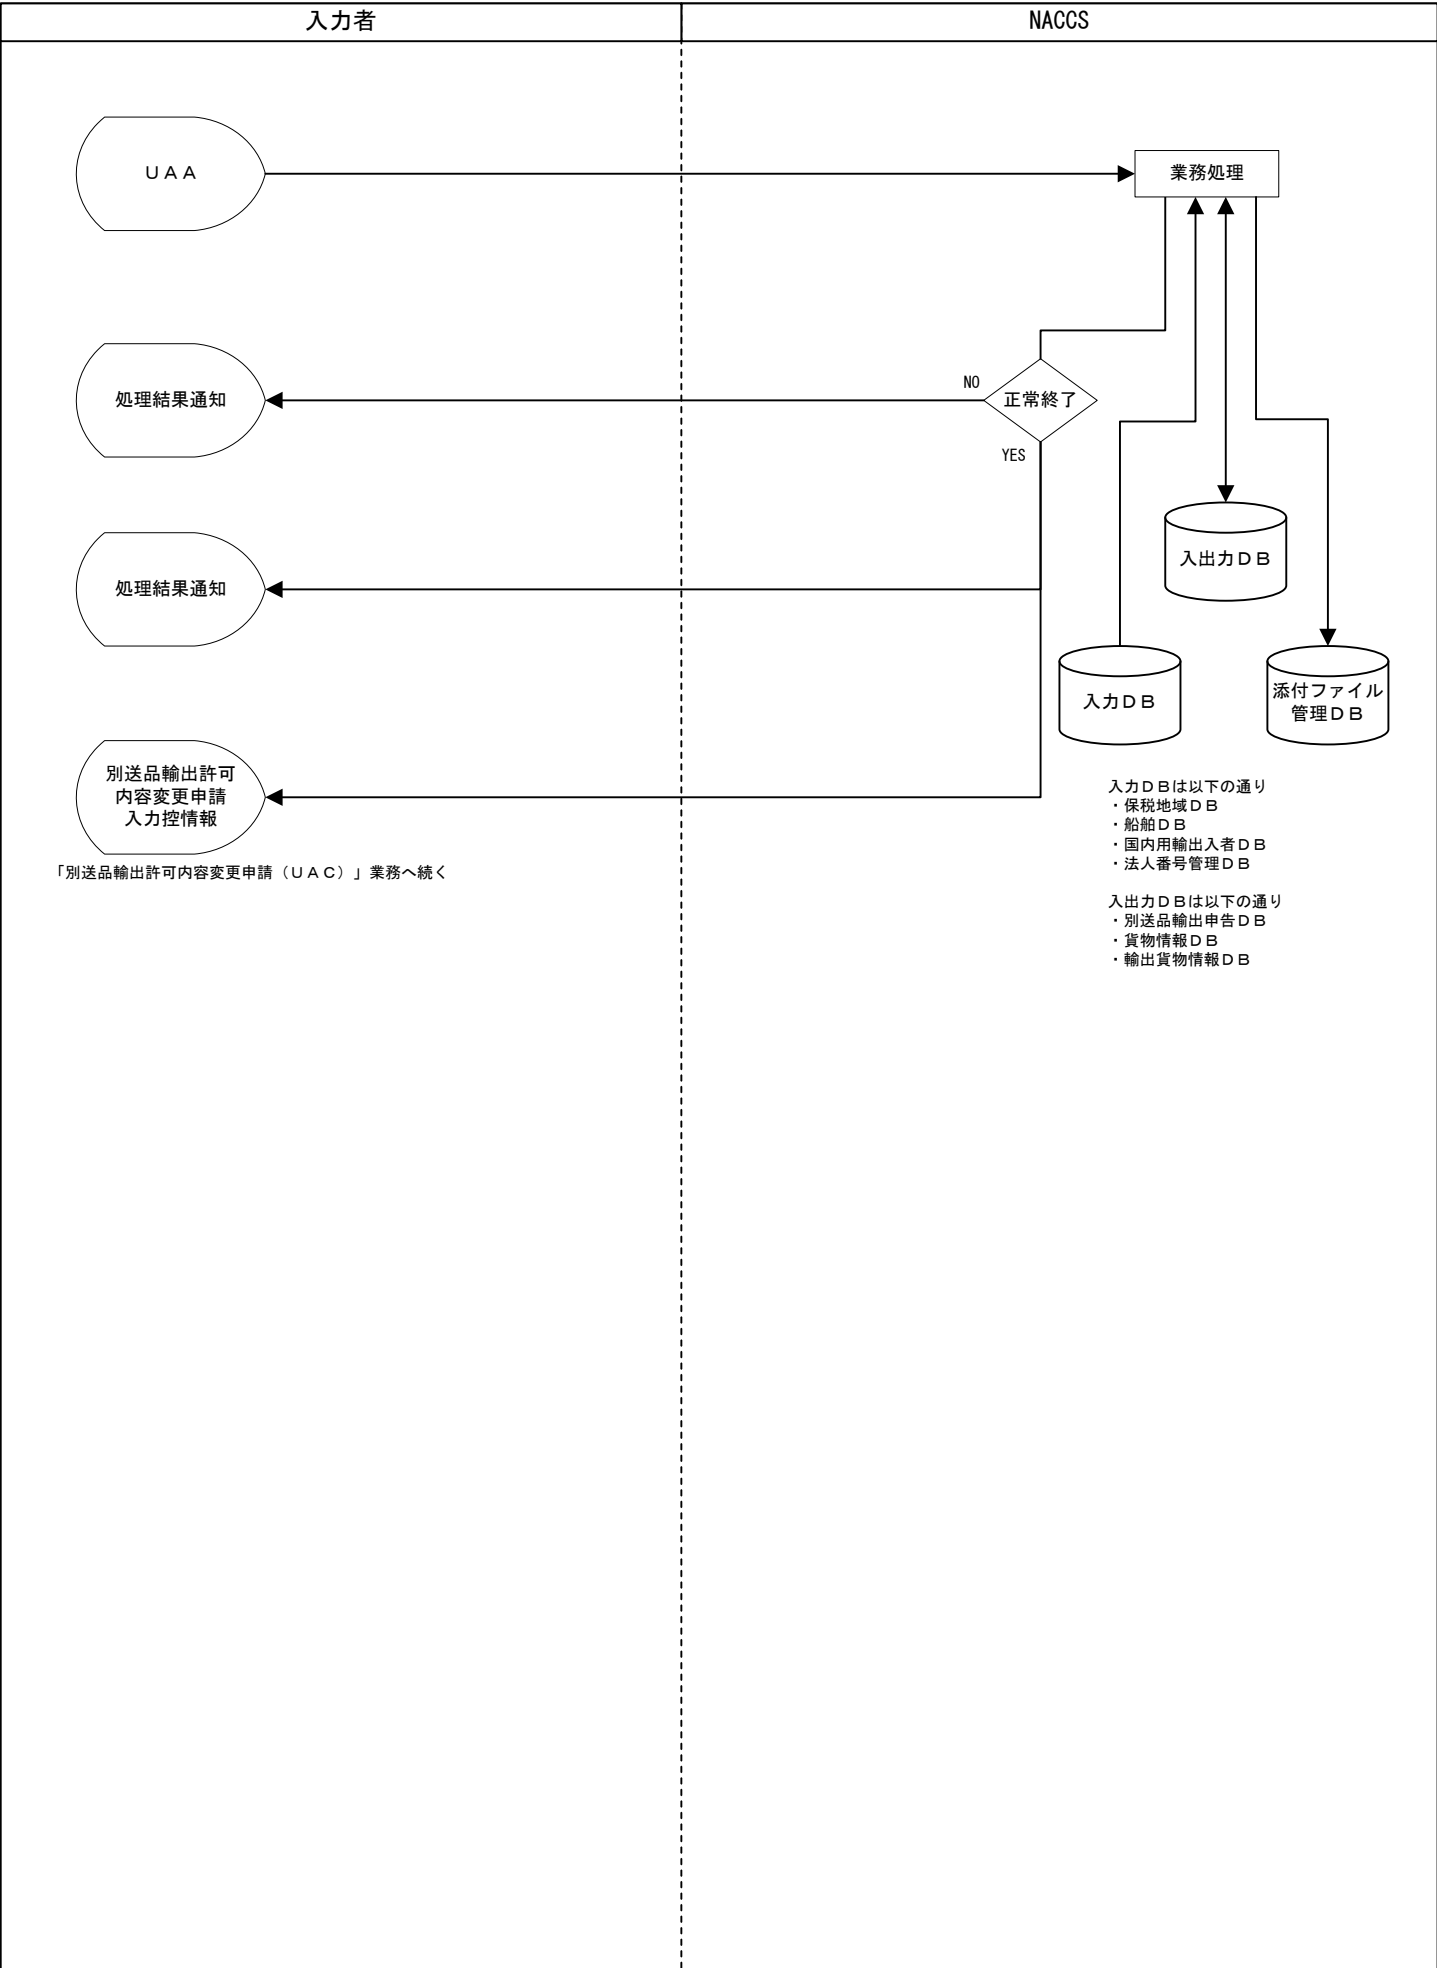 入力者
NACCS
ＵＡＡ
業務処理
処理結果通知
NO
正常終了
YES
入出力ＤＢ
処理結果通知
入力ＤＢ
添付ファイル
管理ＤＢ
別送品輸出許可
内容変更申請
入力控情報
「別送品輸出許可内容変更申請（ＵＡＣ）」業務へ続く
入力ＤＢは以下の通り
・保税地域ＤＢ
・船舶ＤＢ
・国内用輸出入者ＤＢ
・法人番号管理ＤＢ
入出力ＤＢは以下の通り
・別送品輸出申告ＤＢ
・貨物情報ＤＢ
・輸出貨物情報ＤＢ